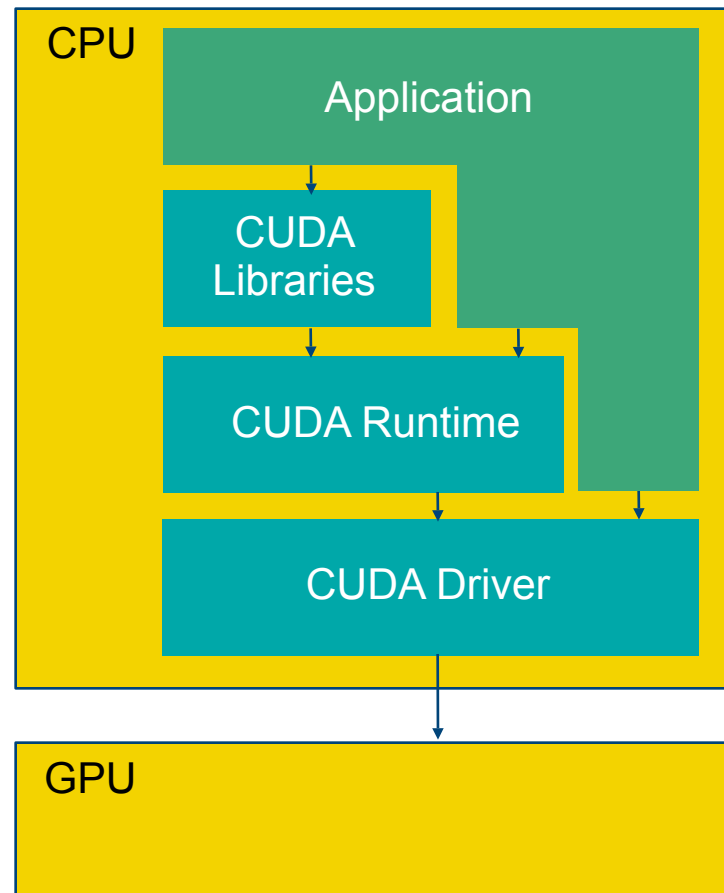 CPU
Application
CUDA
Libraries
CUDA Runtime
CUDA Driver
GPU